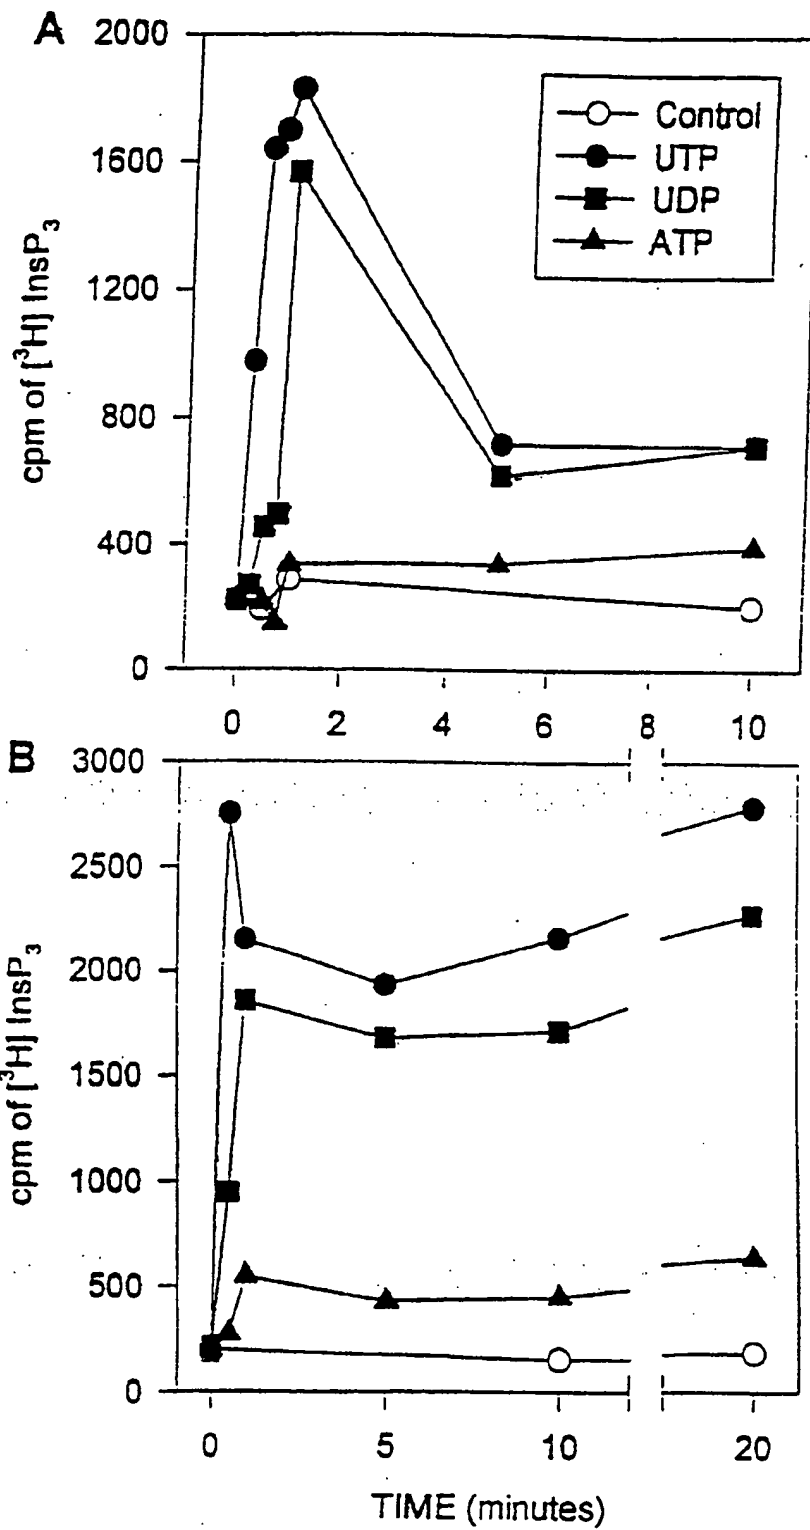 A
2000
1600
1200
800
400
0
cpm of [³H] InsP₃
Control
UTP
UDP
ATP
0 2 4 6 8 10
B
3000
2500
2000
1500
1000
500
0
cpm of [³H] InsP₃
0 5 10 20
TIME (minutes)